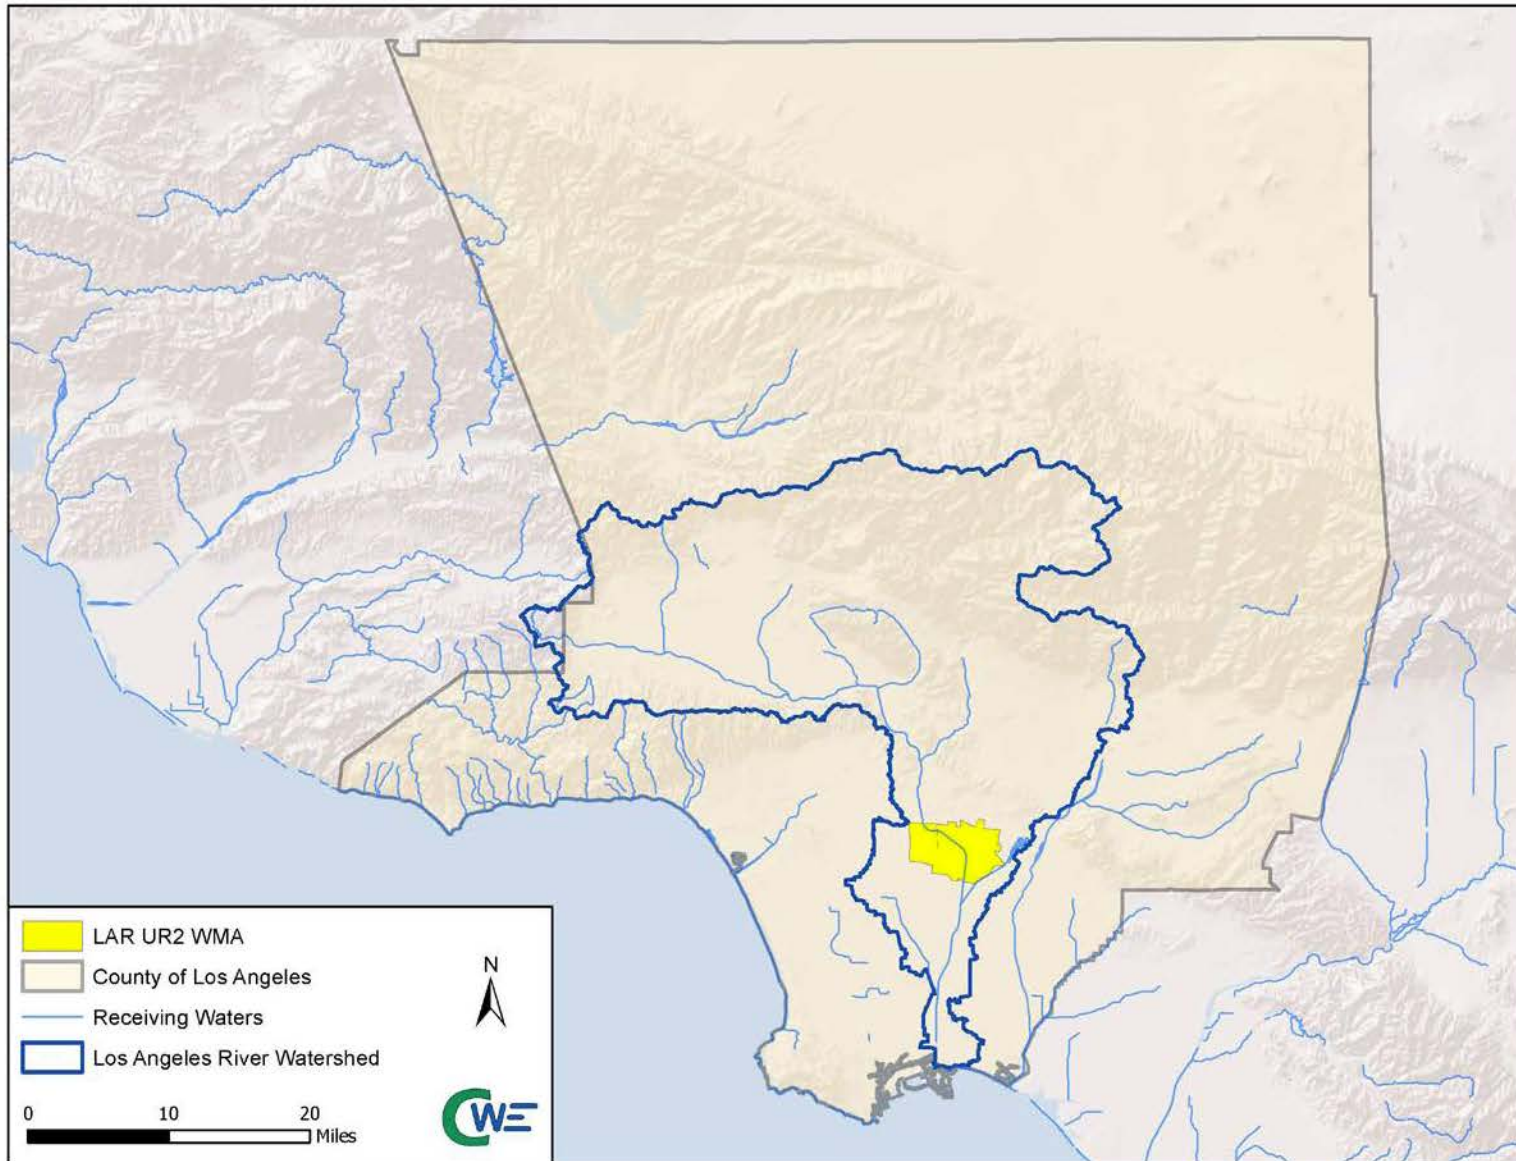 LAR UR2 WMA
County of Los Angeles
Receiving Waters
Los Angeles River Watershed
N
0 10 20
Miles
CWE